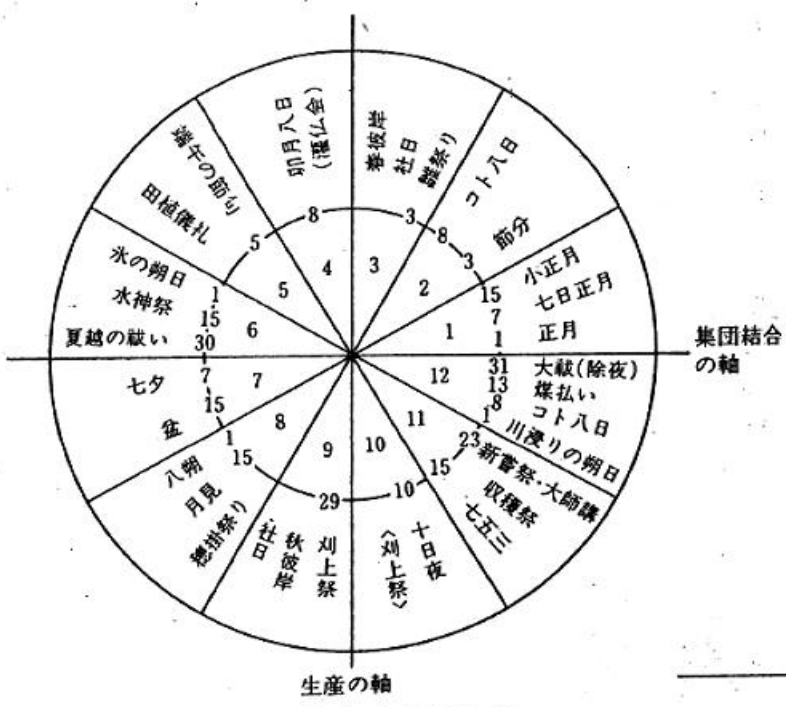 集団結合
の軸
生産の軸
1
正月
1
七日正月
7
小正月
15
2
節分
3
コト八日
8
3
雛祭り
3
社日
春彼岸
4
卯月八日
(灌仏会)
8
5
端午の節句
5
田植儀礼
6
氷の朔日
1
水神祭
15
夏越の祓い
30
7
七夕
7
盆
15
8
八朔
1
月見
15
穂掛祭り
9
社日
秋彼岸
刈上祭
29
10
十日夜
<刈上祭>
10
11
七五三
15
収穫祭
新嘗祭・大師講
23
12
川浸りの朔日
1
コト八日
8
煤払い
13
大祓(除夜)
31